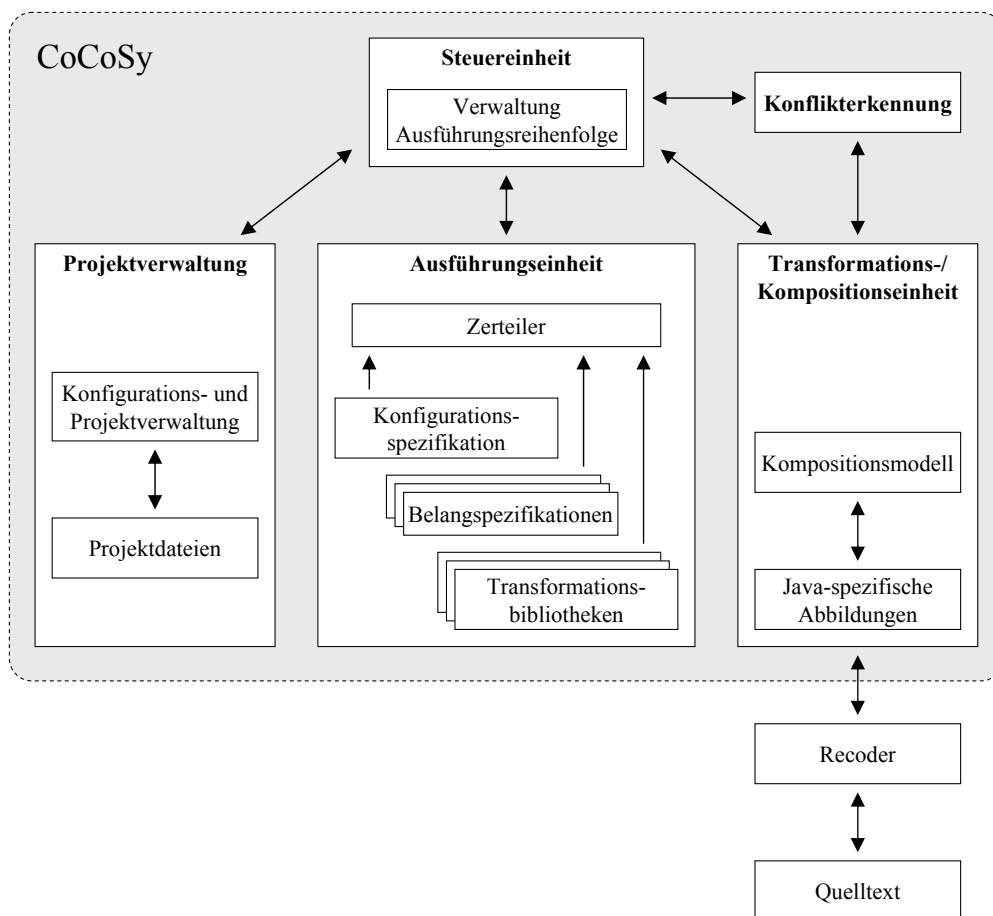 CoCoSy
Steuereinheit
Verwaltung
Ausführungsreihenfolge
Konflikterkennung
Projektverwaltung
Konfigurations- und
Projektverwaltung
Projektdateien
Ausführungseinheit
Zerteiler
Konfigurations-
spezifikation
Belangspezifikationen
Transformations-
bibliotheken
Transformations-/
Kompositionseinheit
Kompositionsmodell
Java-spezifische
Abbildungen
Recoder
Quelltext